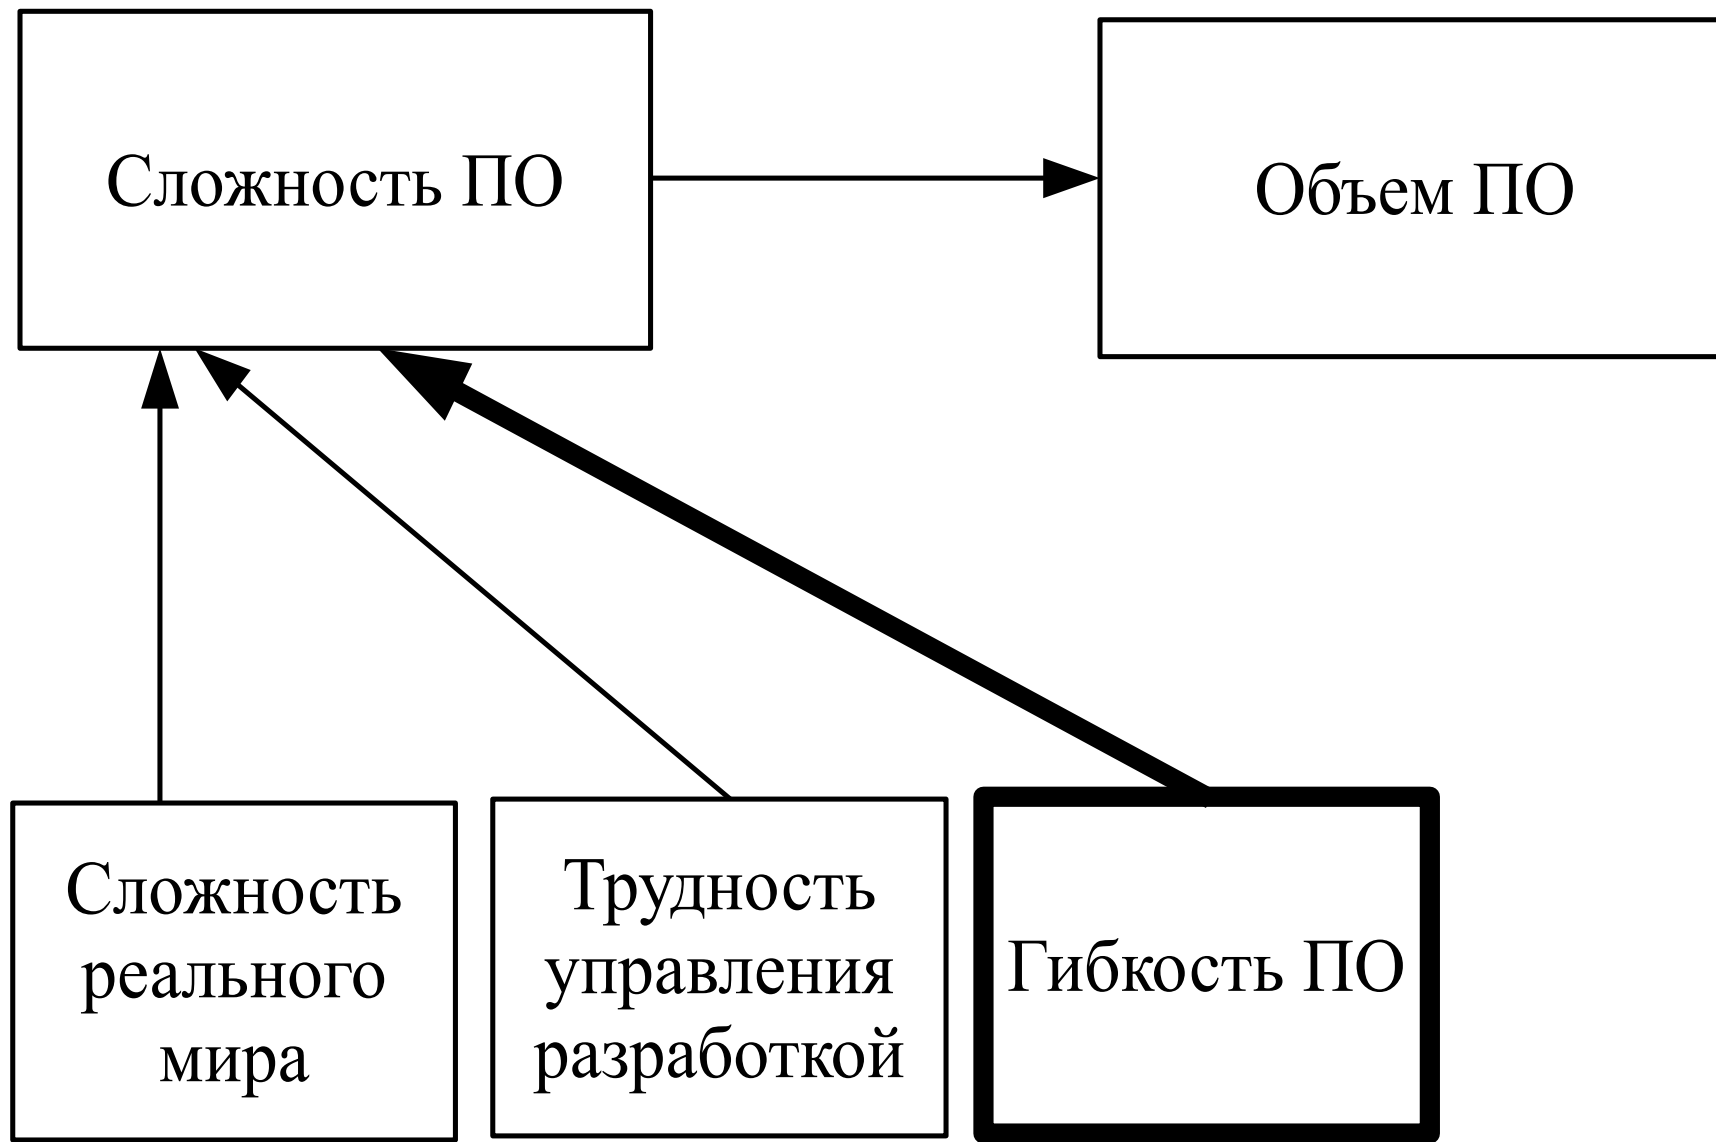 Сложность ПО
Объем ПО
Сложность
реального
мира
Трудность
управления
разработкой
Гибкость ПО